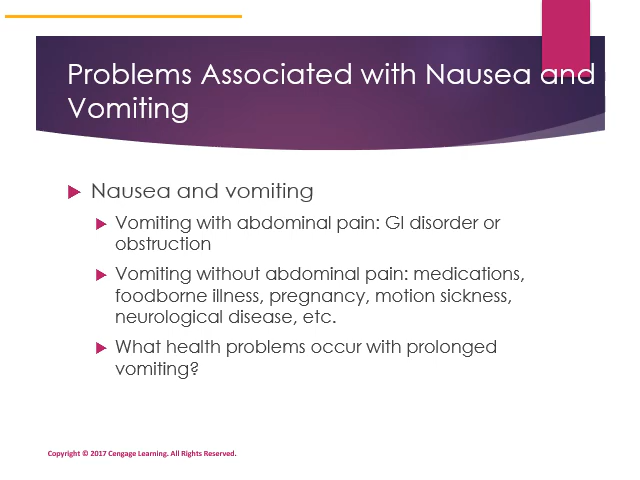 Problems Associated with Nausea and
Vomiting
Nausea and vomiting
Vomiting with abdominal pain: GI disorder or
obstruction
Vomiting without abdominal pain: medications,
foodborne illness, pregnancy, motion sickness,
neurological disease, etc.
What health problems occur with prolonged
vomiting?
Copyright © 2017 Cengage Learning. All Rights Reserved.